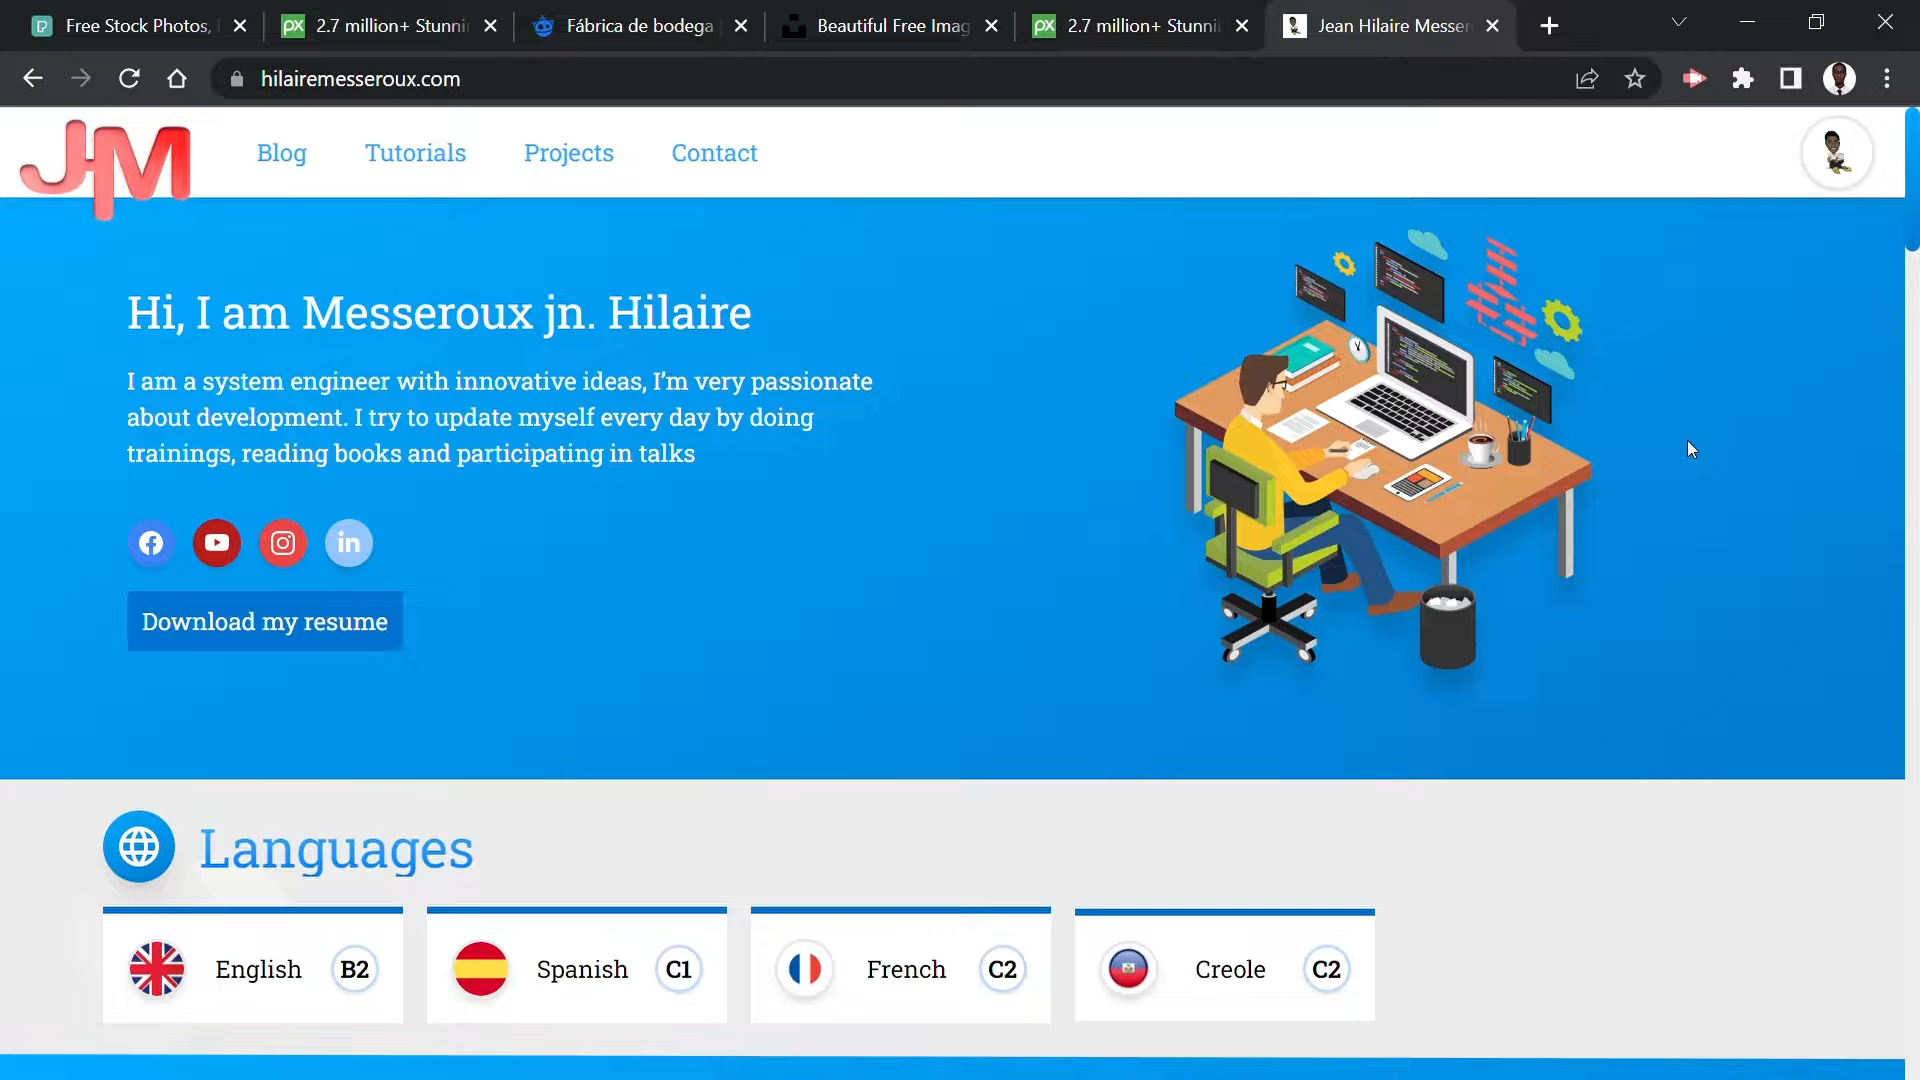 Free Stock Photos,
2.7 million+ Stunni
Fábrica de bodega
Beautiful Free Imag
2.7 million+ Stunni
Jean Hilaire Messer
hilairemesseroux.com
JHM
Blog
Tutorials
Projects
Contact
Hi, I am Messeroux jn. Hilaire
I am a system engineer with innovative ideas, I’m very passionate
about development. I try to update myself every day by doing
trainings, reading books and participating in talks
in
Download my resume
Languages
English B2
Spanish C1
French C2
Creole C2